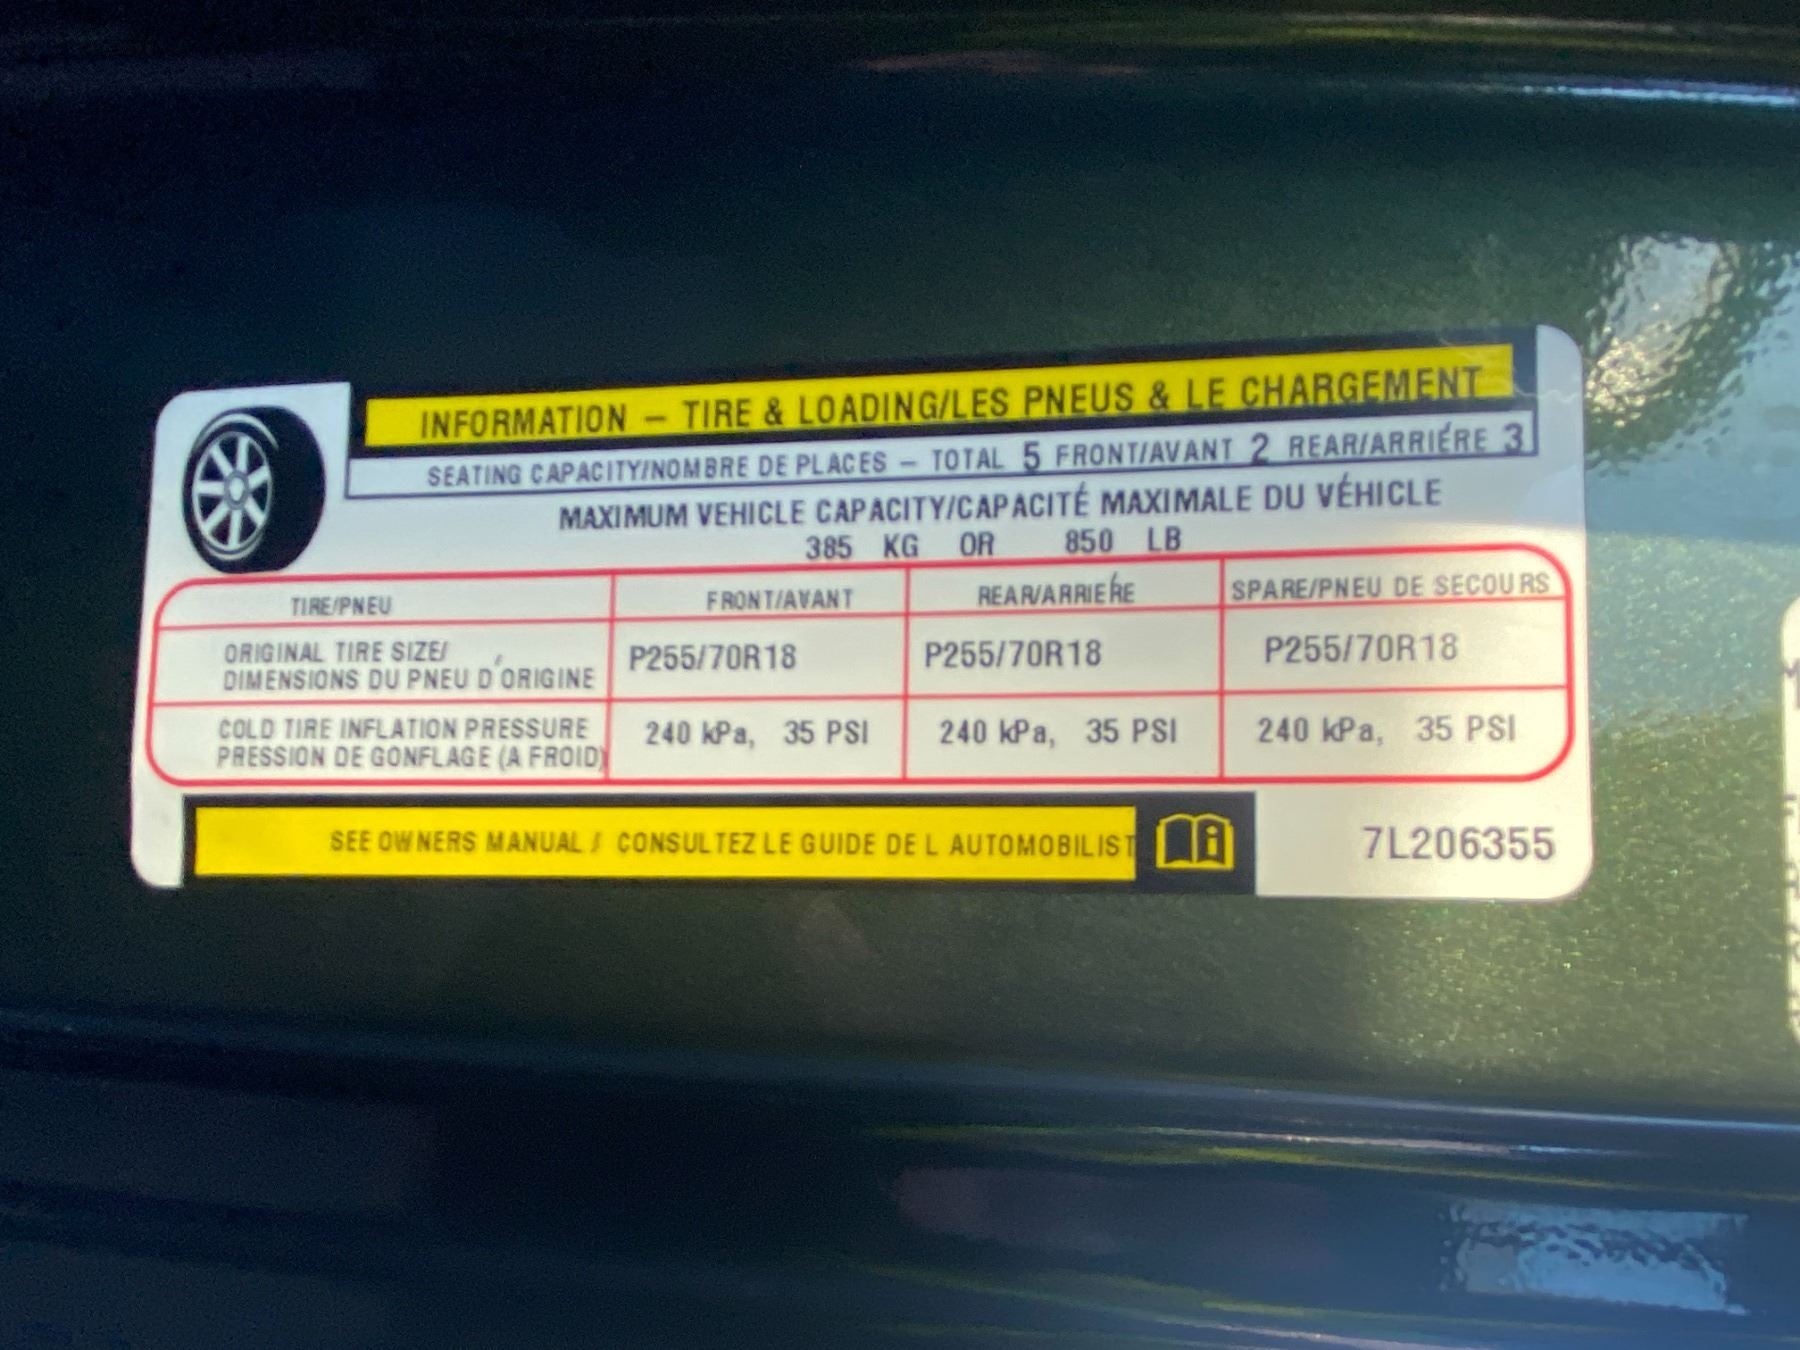 INFORMATION – TIRE & LOADING/LES PNEUS & LE CHARGEMENT
SEATING CAPACITY/NOMBRE DE PLACES – TOTAL 5 FRONT/AVANT 2 REAR/ARRIÉRE 3
MAXIMUM VEHICLE CAPACITY/CAPACITÉ MAXIMALE DU VÉHICLE
385 KG OR 850 LB
TIRE/PNEU FRONT/AVANT REAR/ARRIÉRE SPARE/PNEU DE SECOURS
ORIGINAL TIRE SIZE/
DIMENSIONS DU PNEU D´ORIGINE P255/70R18 P255/70R18 P255/70R18
COLD TIRE INFLATION PRESSURE
PRESSION DE GONFLAGE (A FROID) 240 kPa, 35 PSI 240 kPa, 35 PSI 240 kPa, 35 PSI
SEE OWNERS MANUAL / CONSULTEZ LE GUIDE DE L AUTOMOBILIST
7L206355